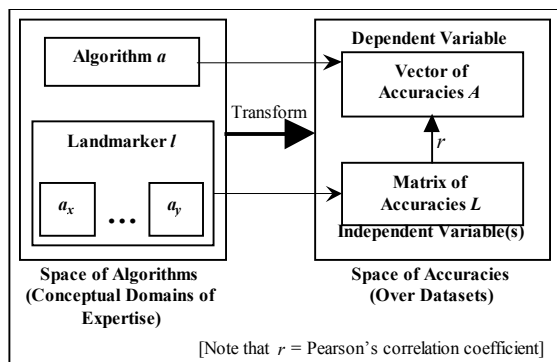 Dependent Variable
Algorithm a
Vector of
Accuracies A
Transform
Landmarker l
r
a_x
...
a_y
Matrix of
Accuracies L
Independent Variable(s)
Space of Algorithms
(Conceptual Domains of
Expertise)
Space of Accuracies
(Over Datasets)
[Note that r = Pearson's correlation coefficient]